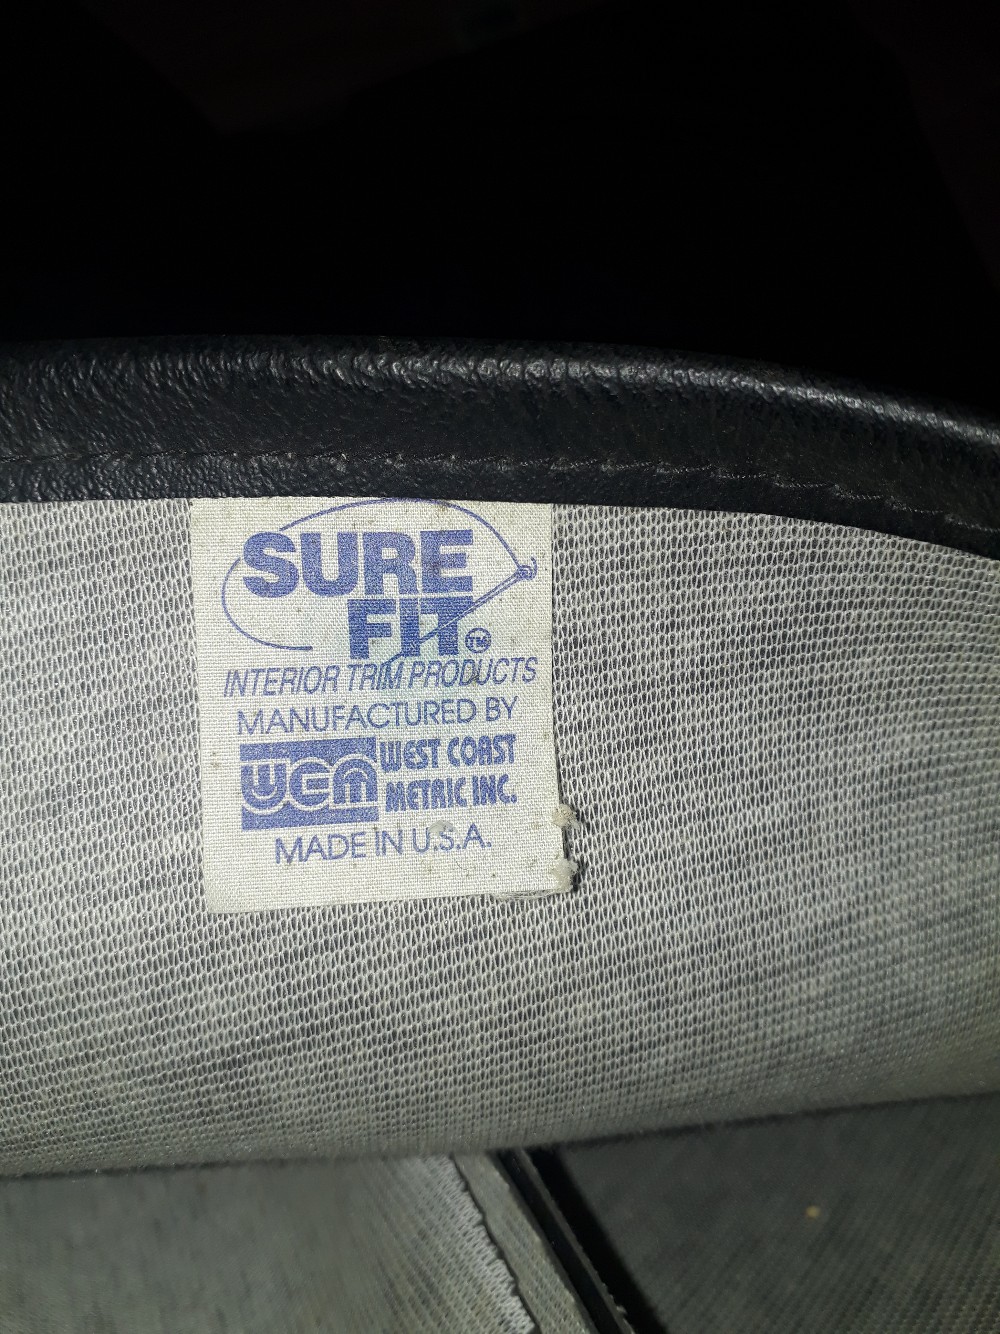 SURE
FIT™
INTERIOR TRIM PRODUCTS
MANUFACTURED BY
WCM WEST COAST
METRIC INC.
MADE IN U.S.A.